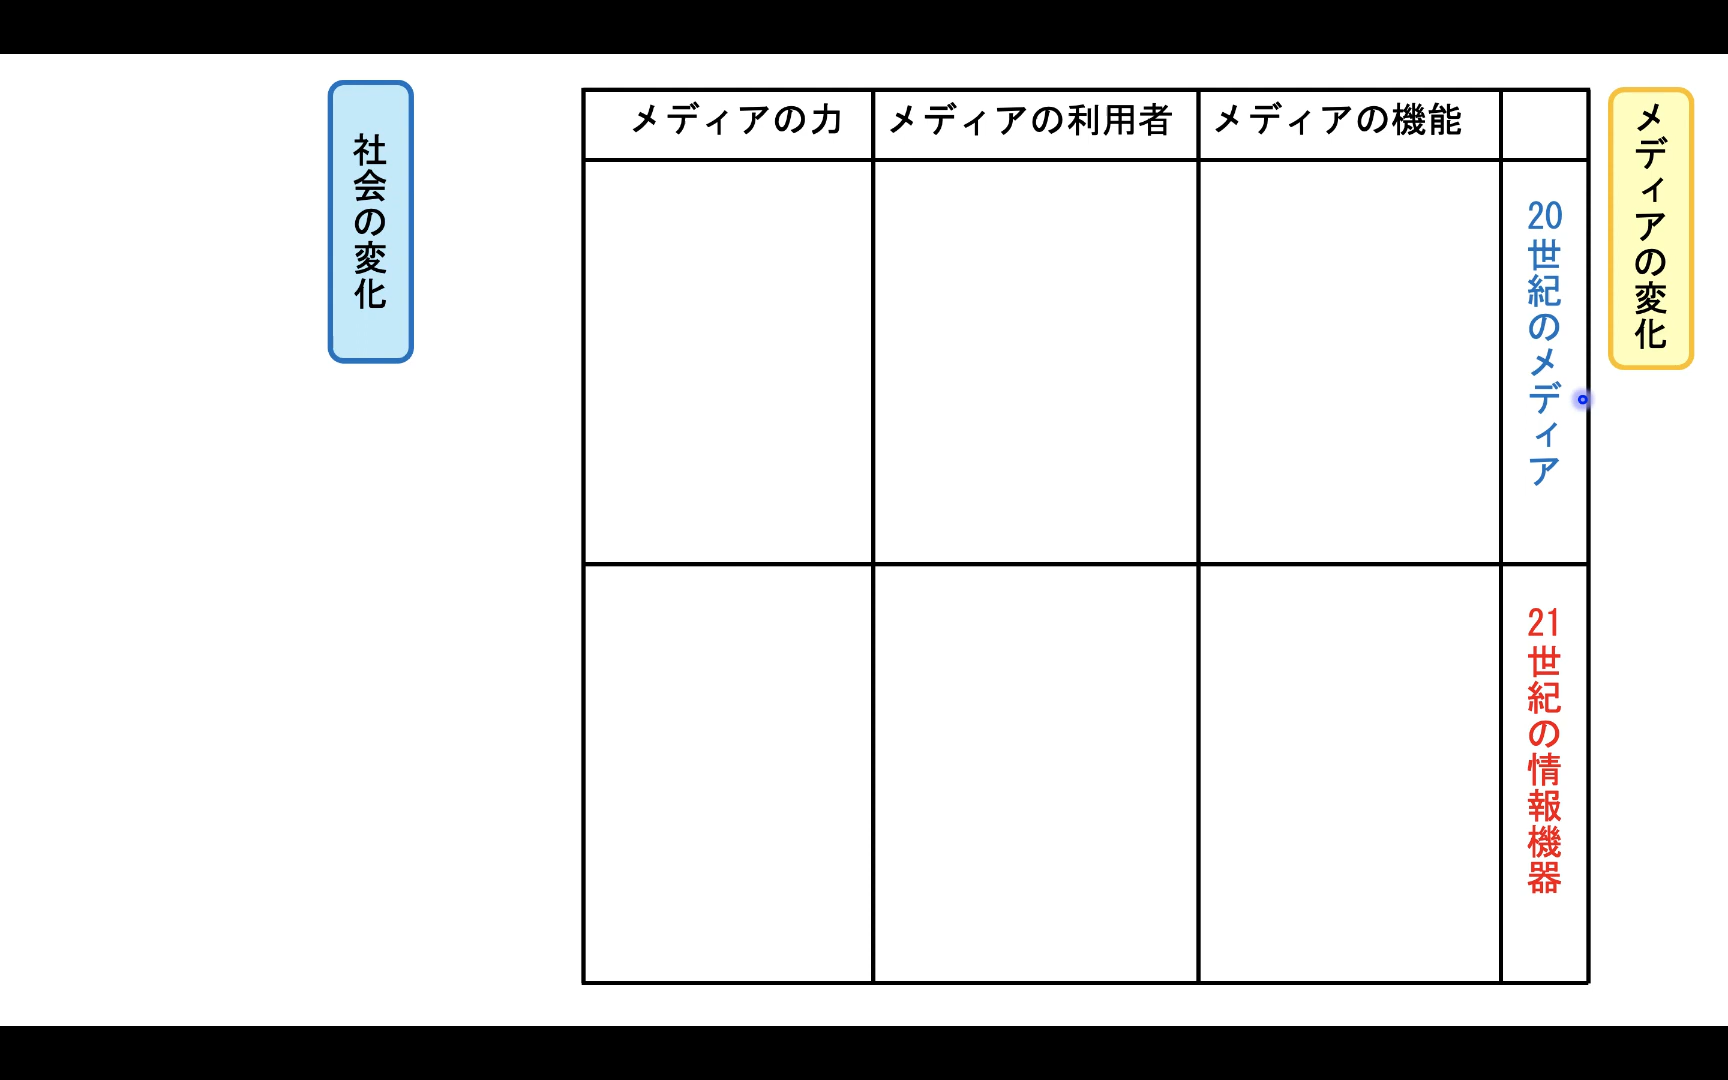 メディアの変化
メディアの機能
メディアの利用者
メディアの力
20世紀のメディア
21世紀の情報機器
社会の変化